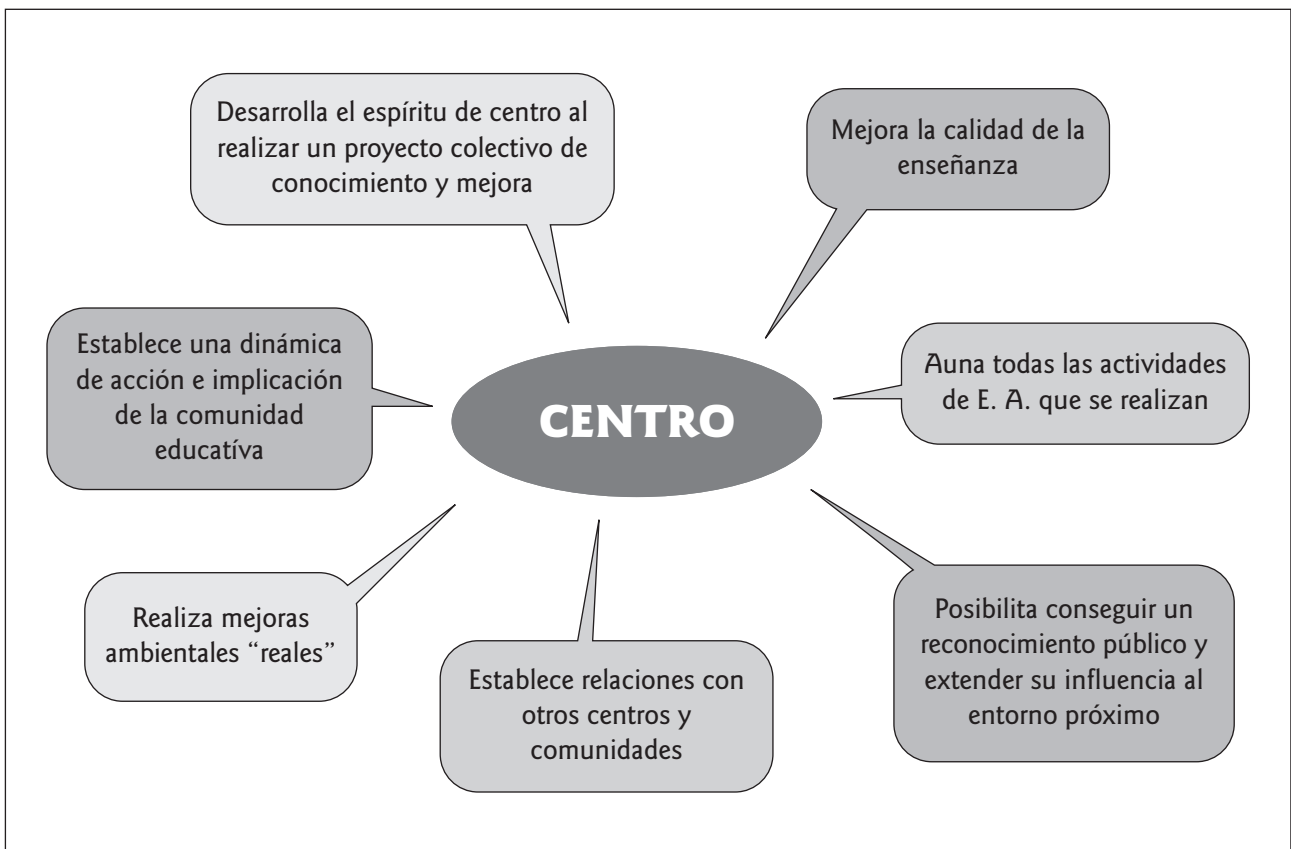 Desarrolla el espíritu de centro al
realizar un proyecto colectivo de
conocimiento y mejora
Mejora la calidad de la
enseñanza
Establece una dinámica
de acción e implicación
de la comunidad
educatíva
CENTRO
Auna todas las actividades
de E. A. que se realizan
Realiza mejoras
ambientales “reales”
Establece relaciones con
otros centros y
comunidades
Posibilita conseguir un
reconocimiento público y
extender su influencia al
entorno próximo